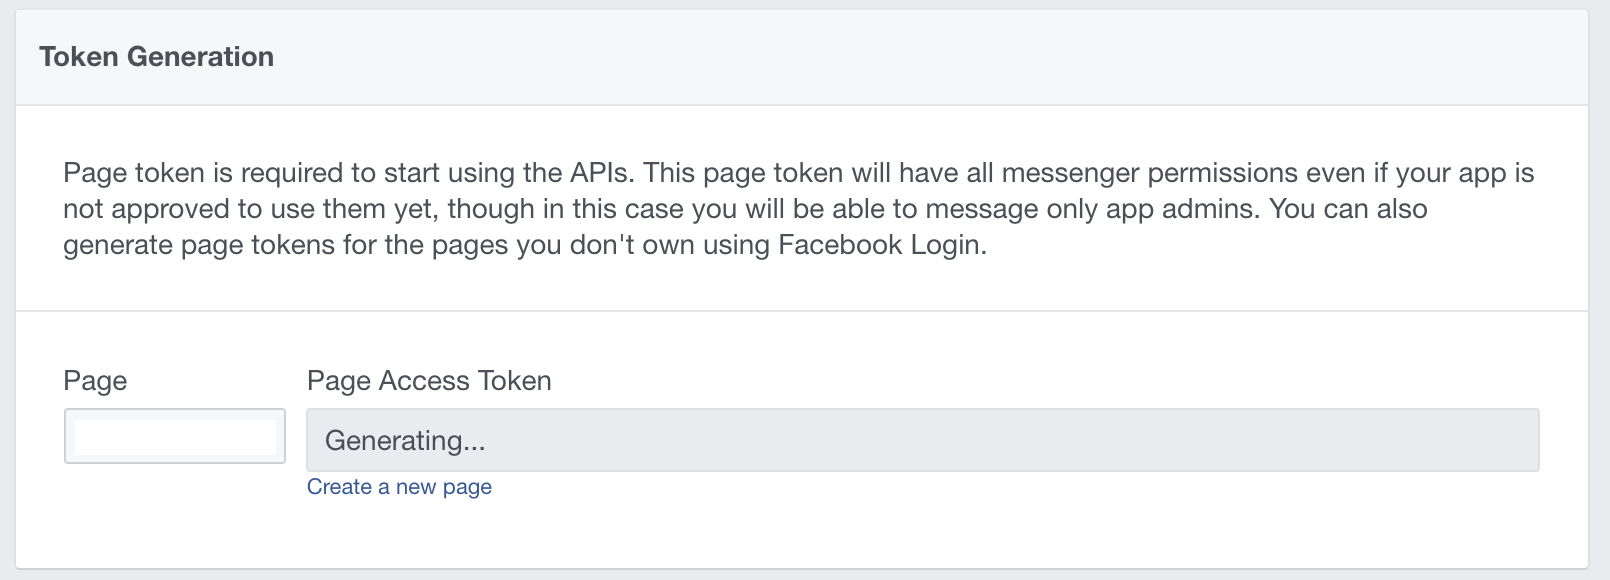 Token Generation
Page token is required to start using the APIs. This page token will have all messenger permissions even if your app is
not approved to use them yet, though in this case you will be able to message only app admins. You can also
generate page tokens for the pages you don't own using Facebook Login.
Page
Page Access Token
Generating...
Create a new page